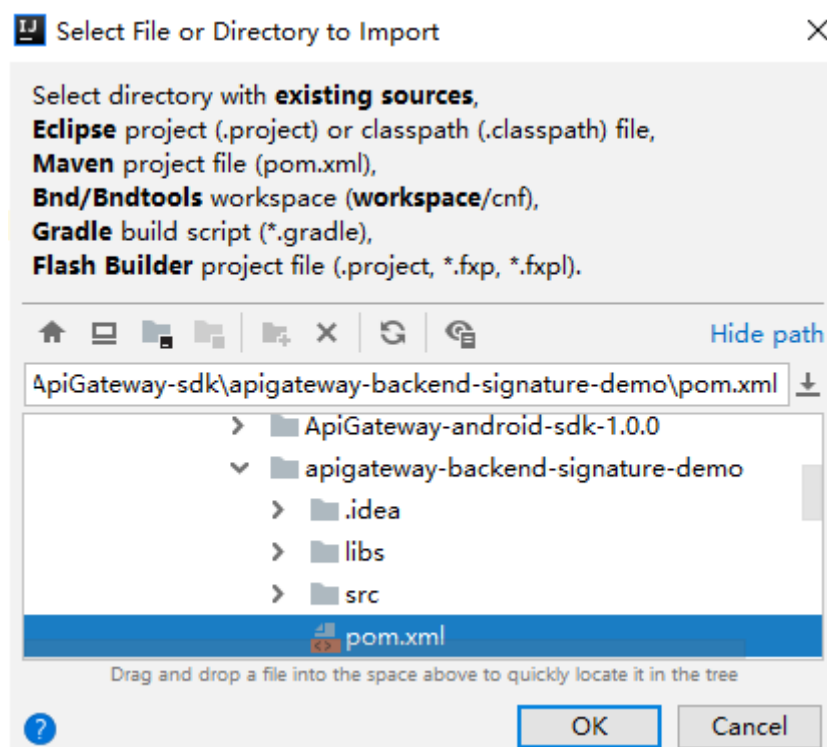 Select File or Directory to Import
Select directory with existing sources,
Eclipse project (.project) or classpath (.classpath) file,
Maven project file (pom.xml),
Bnd/Bndtools workspace (workspace/cnf),
Gradle build script (*.gradle),
Flash Builder project file (.project, *.fxp, *.fxpl).
Hide path
ApiGateway-sdk\apigateway-backend-signature-demo\pom.xml
ApiGateway-android-sdk-1.0.0
apigateway-backend-signature-demo
.idea
libs
src
pom.xml
Drag and drop a file into the space above to quickly locate it in the tree
? OK Cancel